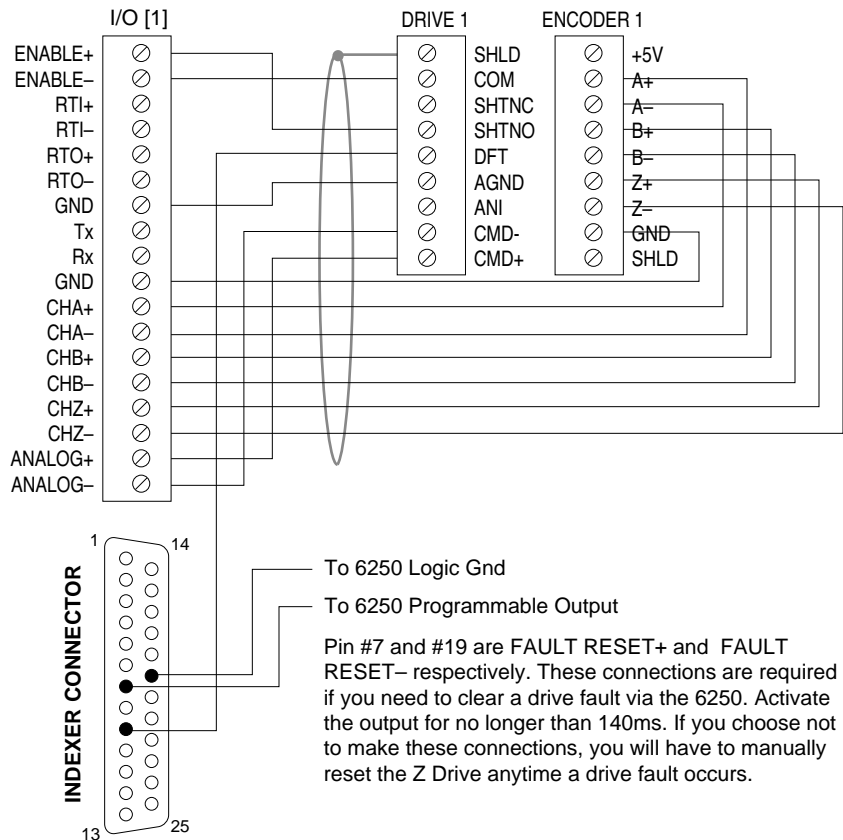 I/O [1]
ENABLE+
ENABLE–
RTI+
RTI–
RTO+
RTO–
GND
Tx
Rx
GND
CHA+
CHA–
CHB+
CHB–
CHZ+
CHZ–
ANALOG+
ANALOG–
DRIVE 1
SHLD
COM
SHTNC
SHTNO
DFT
AGND
ANI
CMD-
CMD+
ENCODER 1
+5V
A+
A–
B+
B–
Z+
Z–
GND
SHLD
INDEXER CONNECTOR
1
14
13
25
To 6250 Logic Gnd
To 6250 Programmable Output
Pin #7 and #19 are FAULT RESET+ and FAULT
RESET– respectively. These connections are required
if you need to clear a drive fault via the 6250. Activate
the output for no longer than 140ms. If you choose not
to make these connections, you will have to manually
reset the Z Drive anytime a drive fault occurs.